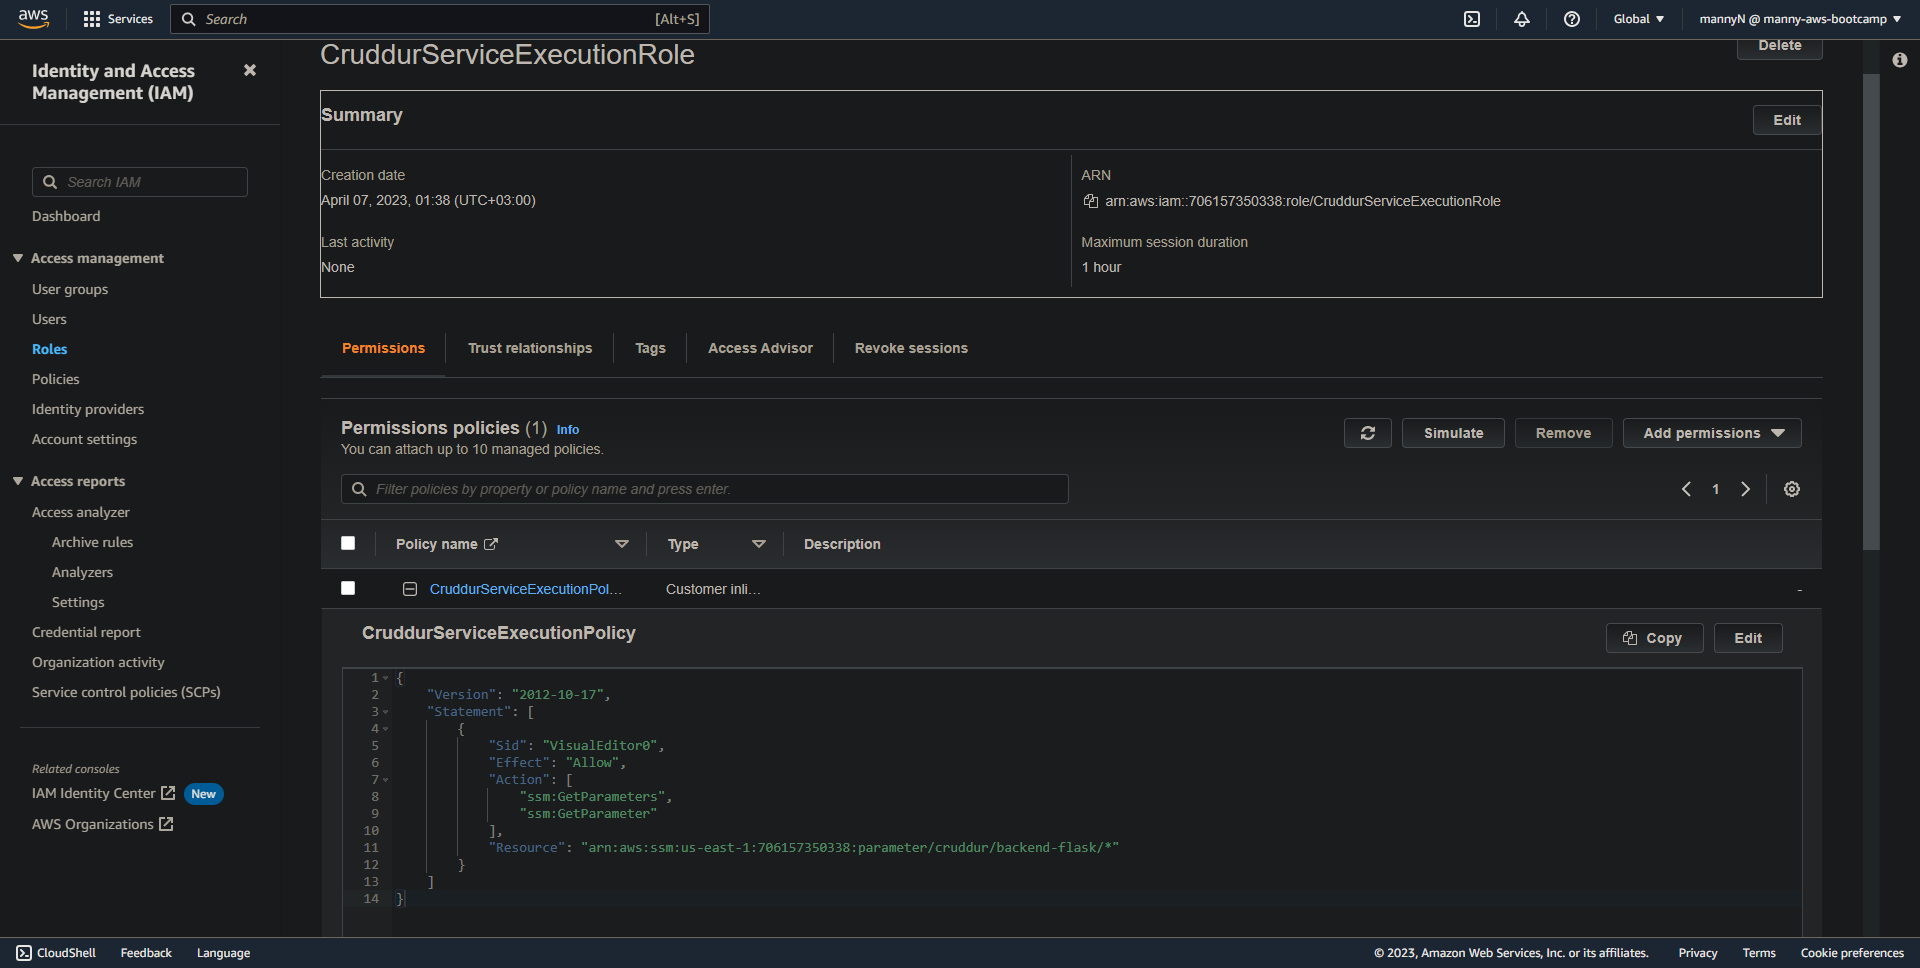 aws
Services
Search
[Alt+S]
Global
mannyN @ manny-aws-bootcamp
Identity and Access
Management (IAM)
Search IAM
Dashboard
Access management
User groups
Users
Roles
Policies
Identity providers
Account settings
Access reports
Access analyzer
Archive rules
Analyzers
Settings
Credential report
Organization activity
Service control policies (SCPs)
Related consoles
IAM Identity Center New
AWS Organizations
CruddurServiceExecutionRole
Delete
Summary
Edit
Creation date
April 07, 2023, 01:38 (UTC+03:00)
ARN
arn:aws:iam::706157350338:role/CruddurServiceExecutionRole
Last activity
None
Maximum session duration
1 hour
Permissions
Trust relationships
Tags
Access Advisor
Revoke sessions
Permissions policies (1) Info
You can attach up to 10 managed policies.
Simulate
Remove
Add permissions
Filter policies by property or policy name and press enter.
1
Policy name
Type
Description
CruddurServiceExecutionPol...
Customer inli...
-
CruddurServiceExecutionPolicy
Copy
Edit
1 {
2 "Version": "2012-10-17",
3 "Statement": [
4 {
5 "Sid": "VisualEditor0",
6 "Effect": "Allow",
7 "Action": [
8 "ssm:GetParameters",
9 "ssm:GetParameter"
10 ],
11 "Resource": "arn:aws:ssm:us-east-1:706157350338:parameter/cruddur/backend-flask/*"
12 }
13 ]
14 }
CloudShell
Feedback
Language
© 2023, Amazon Web Services, Inc. or its affiliates.
Privacy
Terms
Cookie preferences